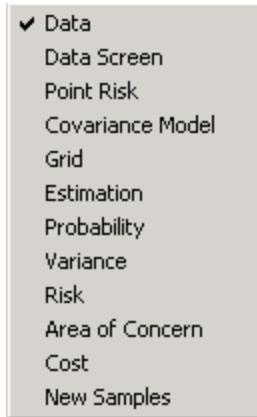 Data
Data Screen
Point Risk
Covariance Model
Grid
Estimation
Probability
Variance
Risk
Area of Concern
Cost
New Samples